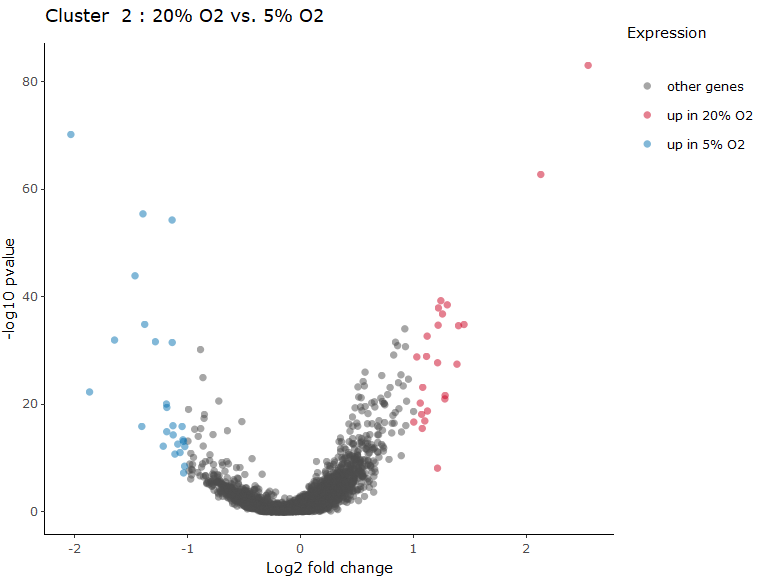 Cluster  2 : 20% O2 vs. 5% O2
Expression
other genes
up in 20% O2
up in 5% O2
-log10 pvalue
80
60
40
20
0
-2 -1 0 1 2
Log2 fold change